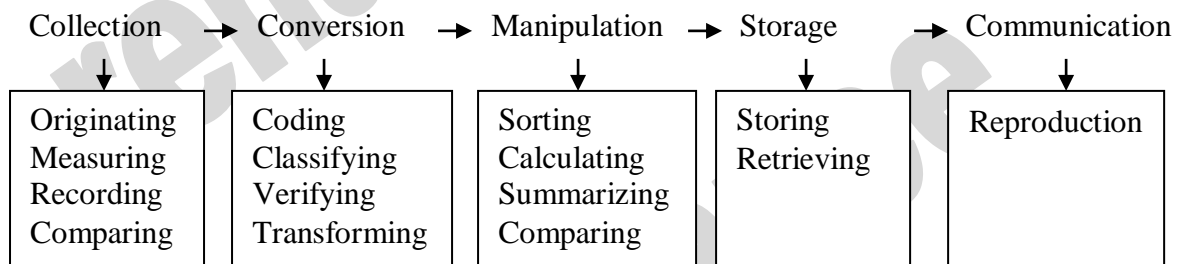 Collection → Conversion → Manipulation → Storage → Communication
Originating
Measuring
Recording
Comparing
Coding
Classifying
Verifying
Transforming
Sorting
Calculating
Summarizing
Comparing
Storing
Retrieving
Reproduction